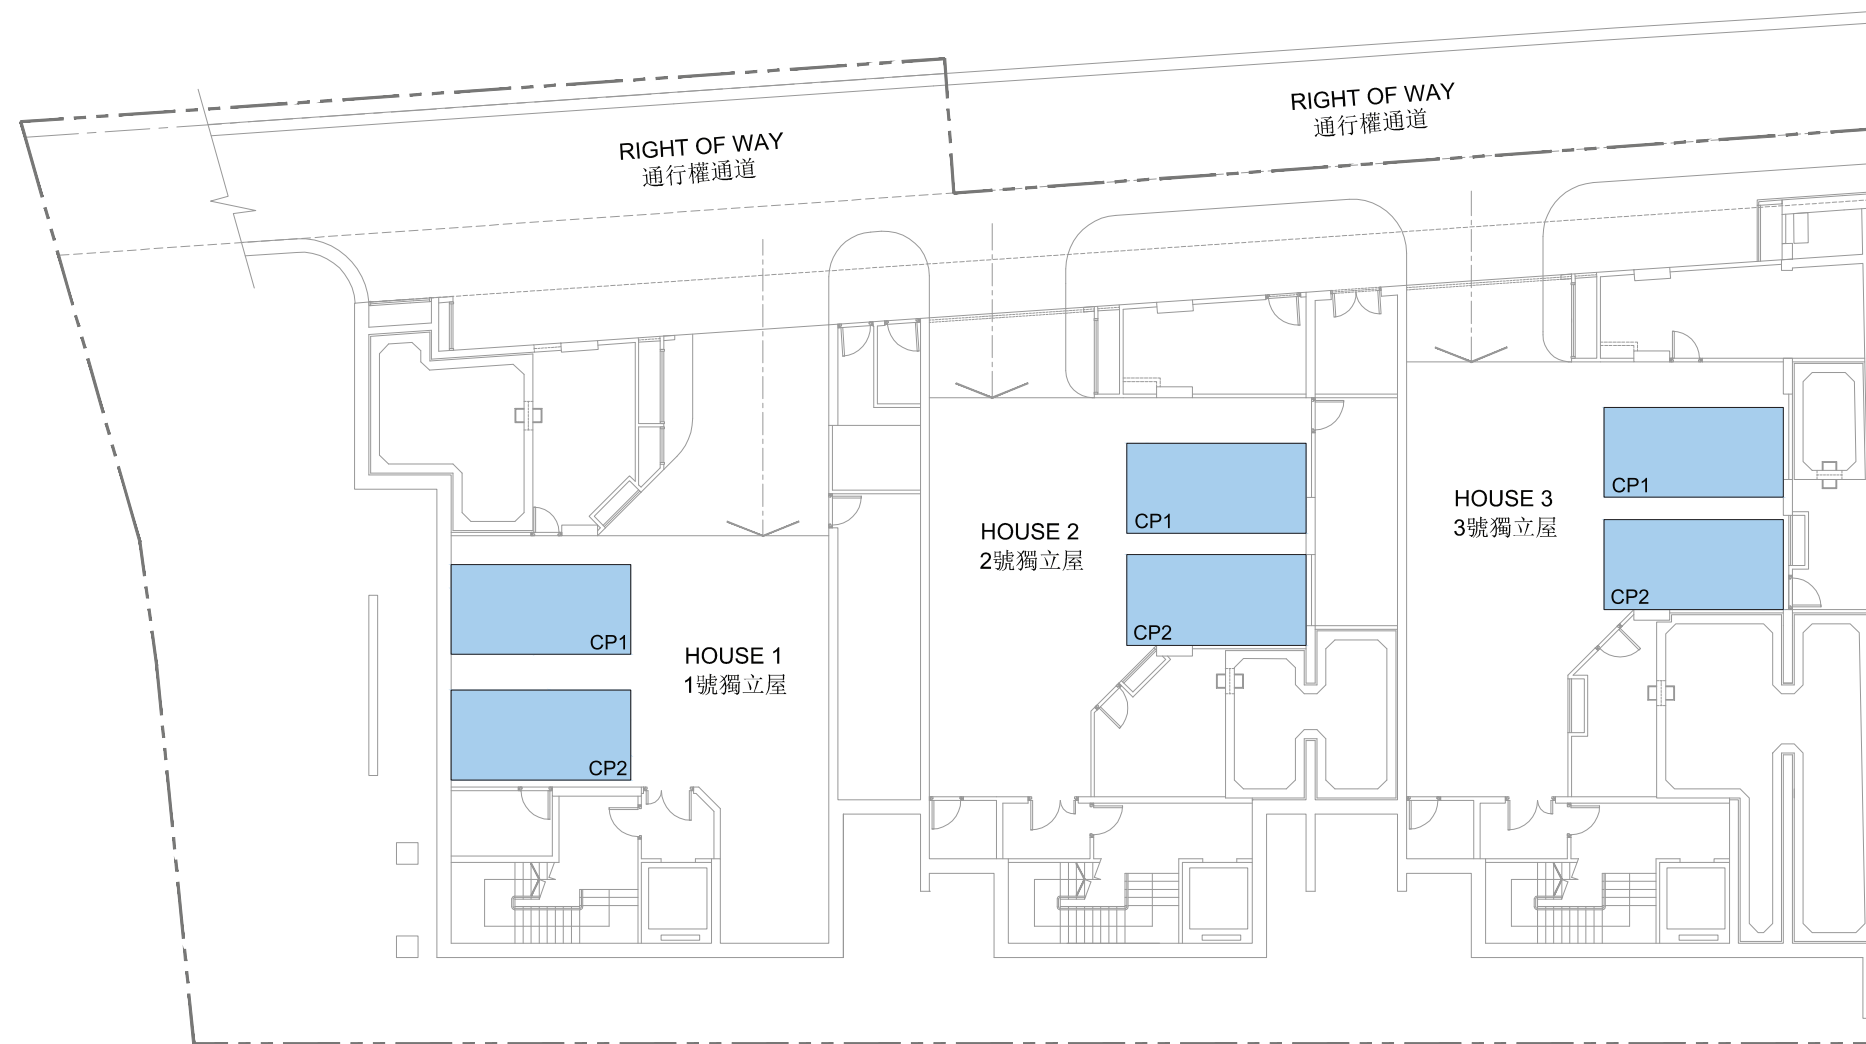 RIGHT OF WAY
通行權通道
RIGHT OF WAY
通行權通道
HOUSE 1
1號獨立屋
CP1
CP2
HOUSE 2
2號獨立屋
CP1
CP2
HOUSE 3
3號獨立屋
CP1
CP2